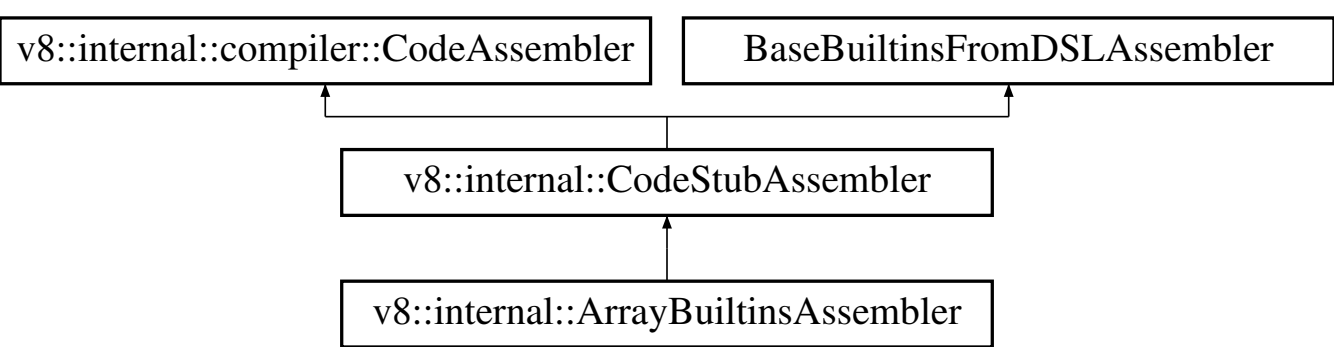 v8::internal::compiler::CodeAssembler
BaseBuiltinsFromDSLAssembler
v8::internal::CodeStubAssembler
v8::internal::ArrayBuiltinsAssembler